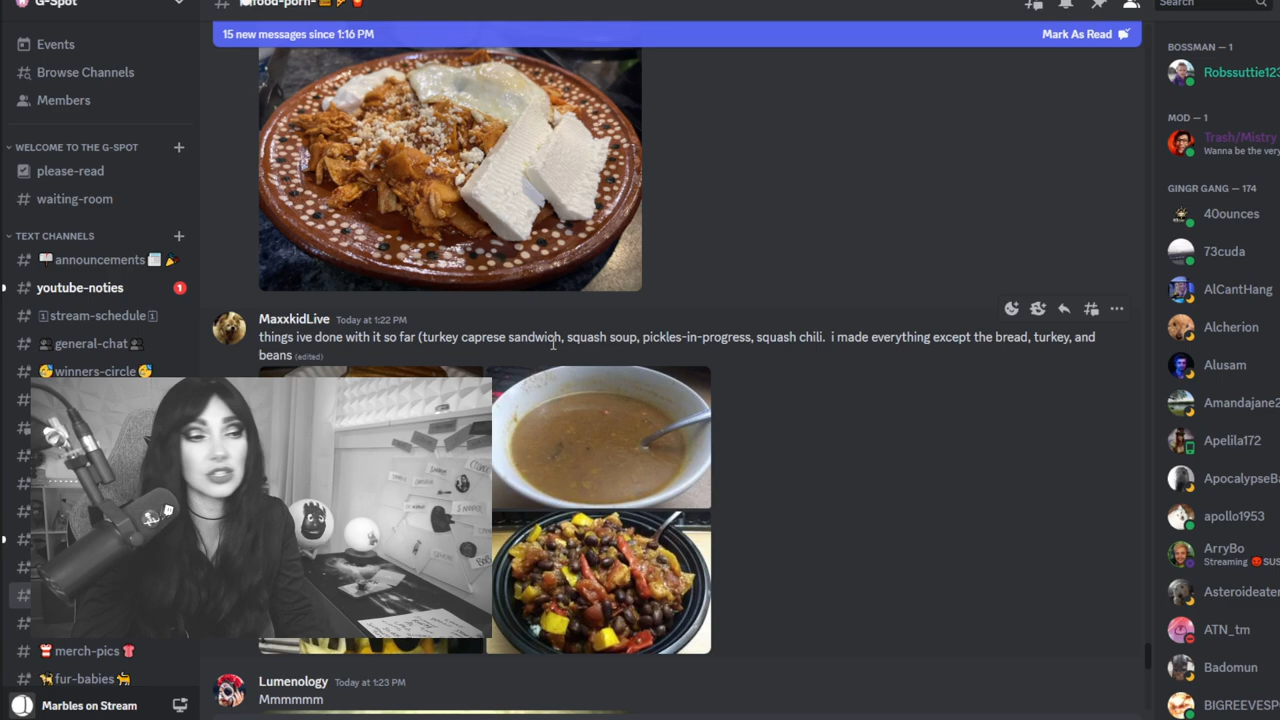 G-Spot
Events
Browse Channels
Members
WELCOME TO THE G-SPOT
please-read
waiting-room
TEXT CHANNELS
announcements
youtube-noties
1
stream-schedule
general-chat
winners-circle
merch-pics
fur-babies
Marbles on Stream
food-porn-
15 new messages since 1:16 PM
Mark As Read
MaxxkidLive Today at 1:22 PM
things ive done with it so far (turkey caprese sandwich, squash soup, pickles-in-progress, squash chili. i made everything except the bread, turkey, and
beans (edited)
Lumenology Today at 1:23 PM
Mmmmmm
Search
BOSSMAN — 1
Robssuttie123
MOD — 1
Trash/Mistry
Wanna be the very
GINGR GANG — 174
40ounces
73cuda
AlCantHang
Alcherion
Alusam
Amandajane2
Apelila172
ApocalypseBa
apollo1953
ArryBo
Streaming SUS
Asteroideater
ATN_tm
Badomun
BIGREEVESP